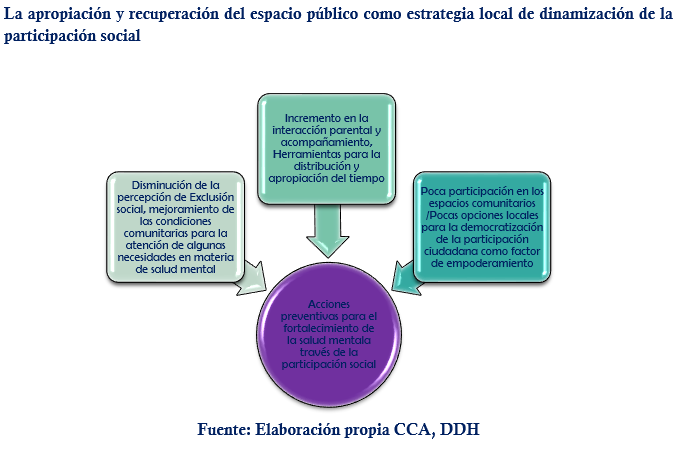 La apropiación y recuperación del espacio público como estrategia local de dinamización de la
participación social
Incremento en la
interacción parental y
acompañamiento,
Herramientas para la
distribución y
apropiación del tiempo
Disminución de la
percepción de Exclusión
social, mejoramiento de
las condiciones
comunitarias para la
atención de algunas
necesidades en materia
de salud mental
Poca participación en los
espacios comunitarios
/Pocas opciones locales
para la democratización
de la participación
ciudadana como factor
de empoderamiento
Acciones
preventivas para el
fortalecimiento de
la salud mentala
través de la
participación social
Fuente: Elaboración propia CCA, DDH